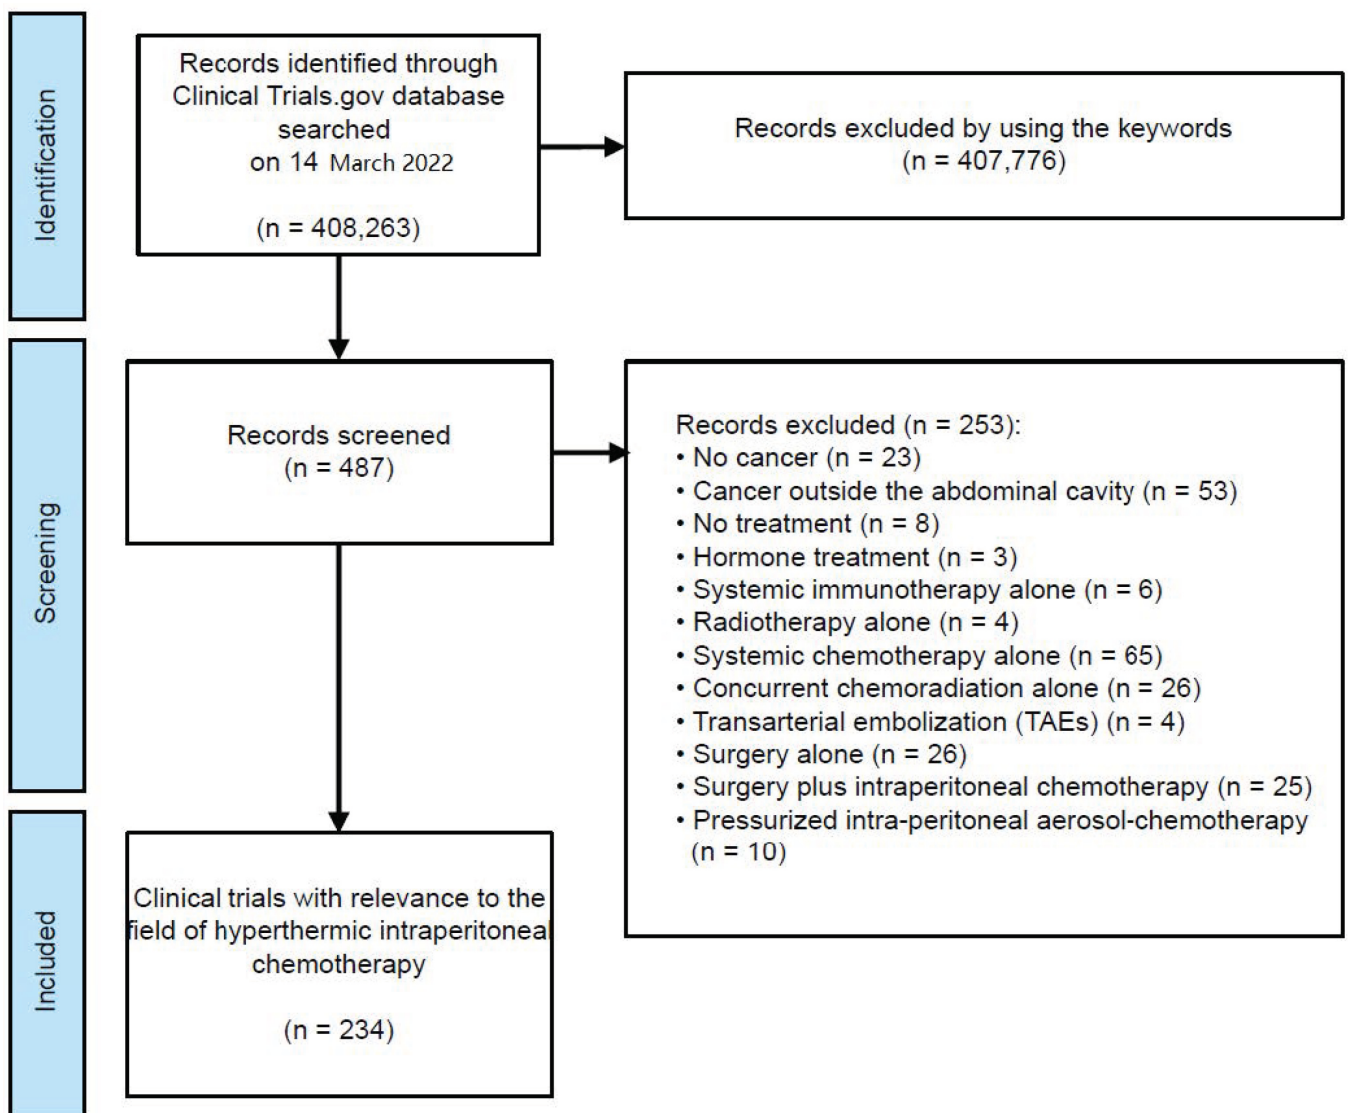 Identification
Records identified through
Clinical Trials.gov database
searched
on 14 March 2022
(n = 408,263)
Records excluded by using the keywords
(n = 407,776)
Screening
Records screened
(n = 487)
Records excluded (n = 253):
• No cancer (n = 23)
• Cancer outside the abdominal cavity (n = 53)
• No treatment (n = 8)
• Hormone treatment (n = 3)
• Systemic immunotherapy alone (n = 6)
• Radiotherapy alone (n = 4)
• Systemic chemotherapy alone (n = 65)
• Concurrent chemoradiation alone (n = 26)
• Transarterial embolization (TAEs) (n = 4)
• Surgery alone (n = 26)
• Surgery plus intraperitoneal chemotherapy (n = 25)
• Pressurized intra-peritoneal aerosol-chemotherapy
(n = 10)
Included
Clinical trials with relevance to the
field of hyperthermic intraperitoneal
chemotherapy
(n = 234)